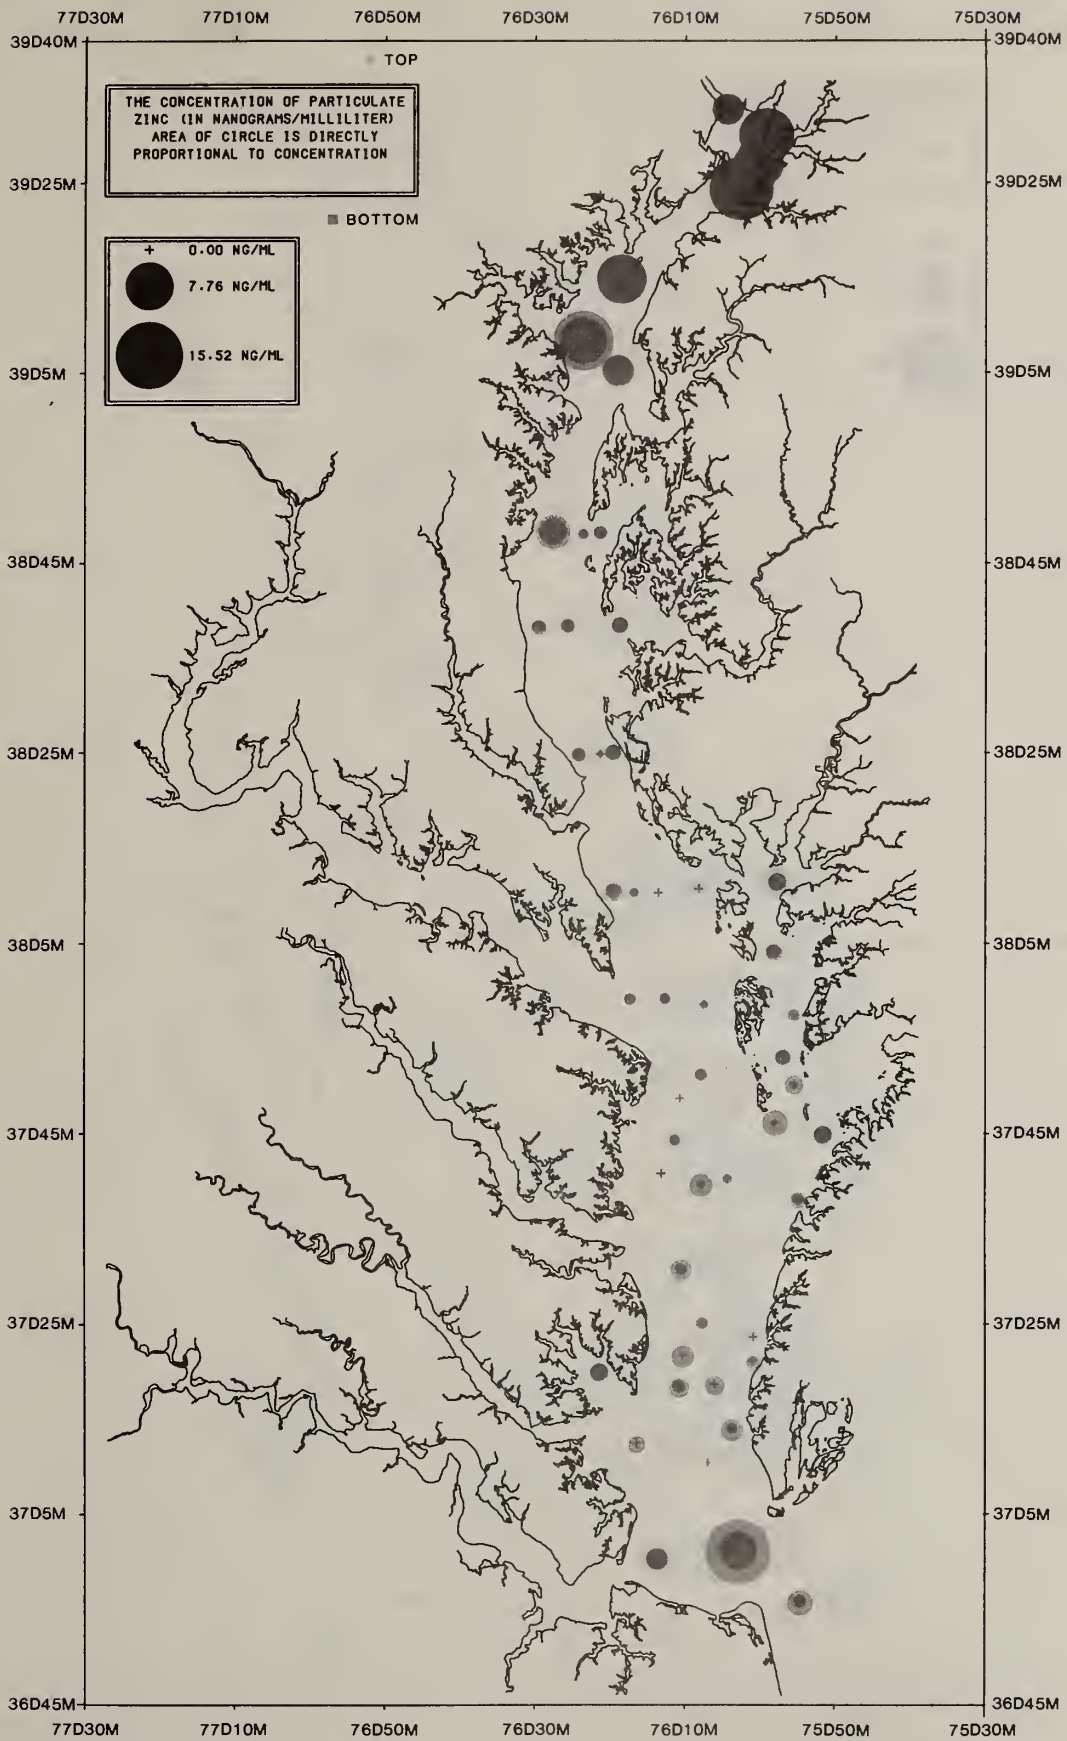 77D30M 77D10M 76D50M 76D30M 76D10M 75D50M 75D30M
39D40M 39D40M
TOP
THE CONCENTRATION OF PARTICULATE
ZINC (IN NANOGRAMS/MILLILITER)
AREA OF CIRCLE IS DIRECTLY
PROPORTIONAL TO CONCENTRATION
39D25M 39D25M
BOTTOM
+ 0.00 NG/ML
7.76 NG/ML
15.52 NG/ML
39D5M 39D5M
38D45M 38D45M
38D25M 38D25M
38D5M 38D5M
37D45M 37D45M
37D25M 37D25M
37D5M 37D5M
36D45M 36D45M
77D30M 77D10M 76D50M 76D30M 76D10M 75D50M 75D30M